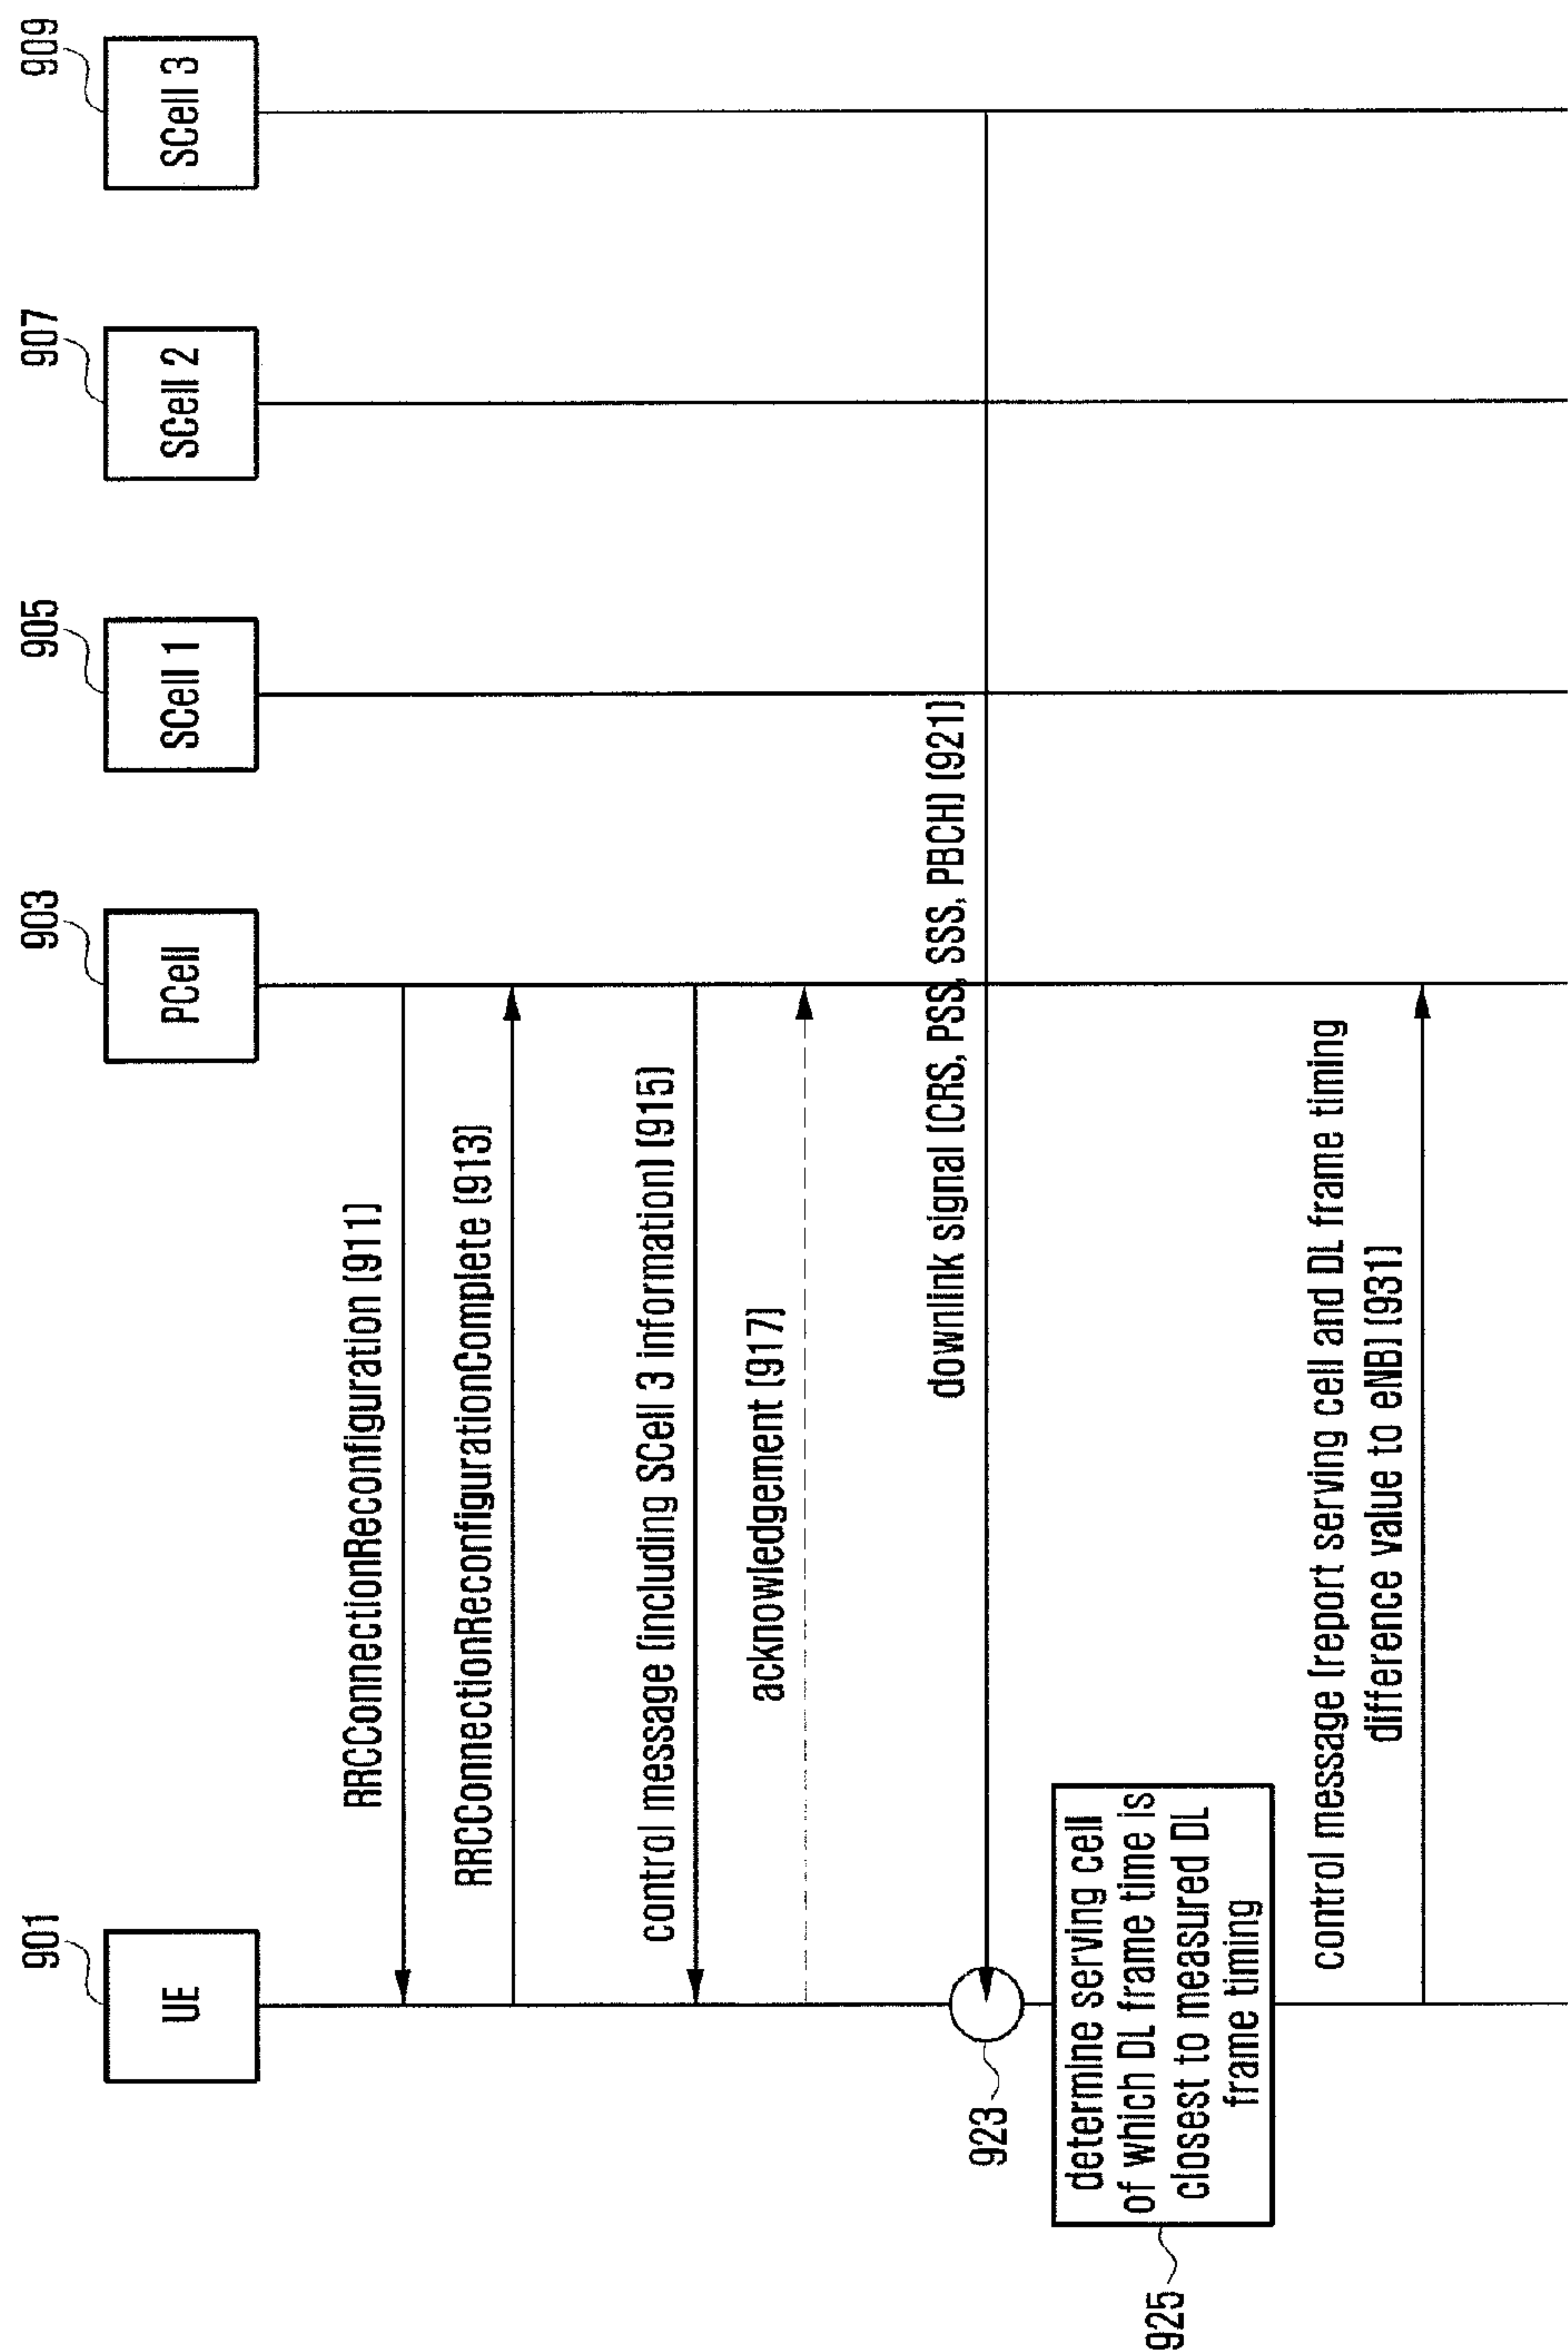 901
903
905
907
909
UE
PCell
SCell 1
SCell 2
SCell 3
RRCConnectionReconfiguration (911)
RRCConnectionReconfigurationComplete (913)
control message (including SCell 3 information) (915)
acknowledgement (917)
downlink signal (CRS, PSS, SSS, PBCH) (921)
923
925
determine serving cell
of which DL frame time is
closest to measured DL
frame timing
control message (report serving cell and DL frame timing
difference value to eNB) (931)